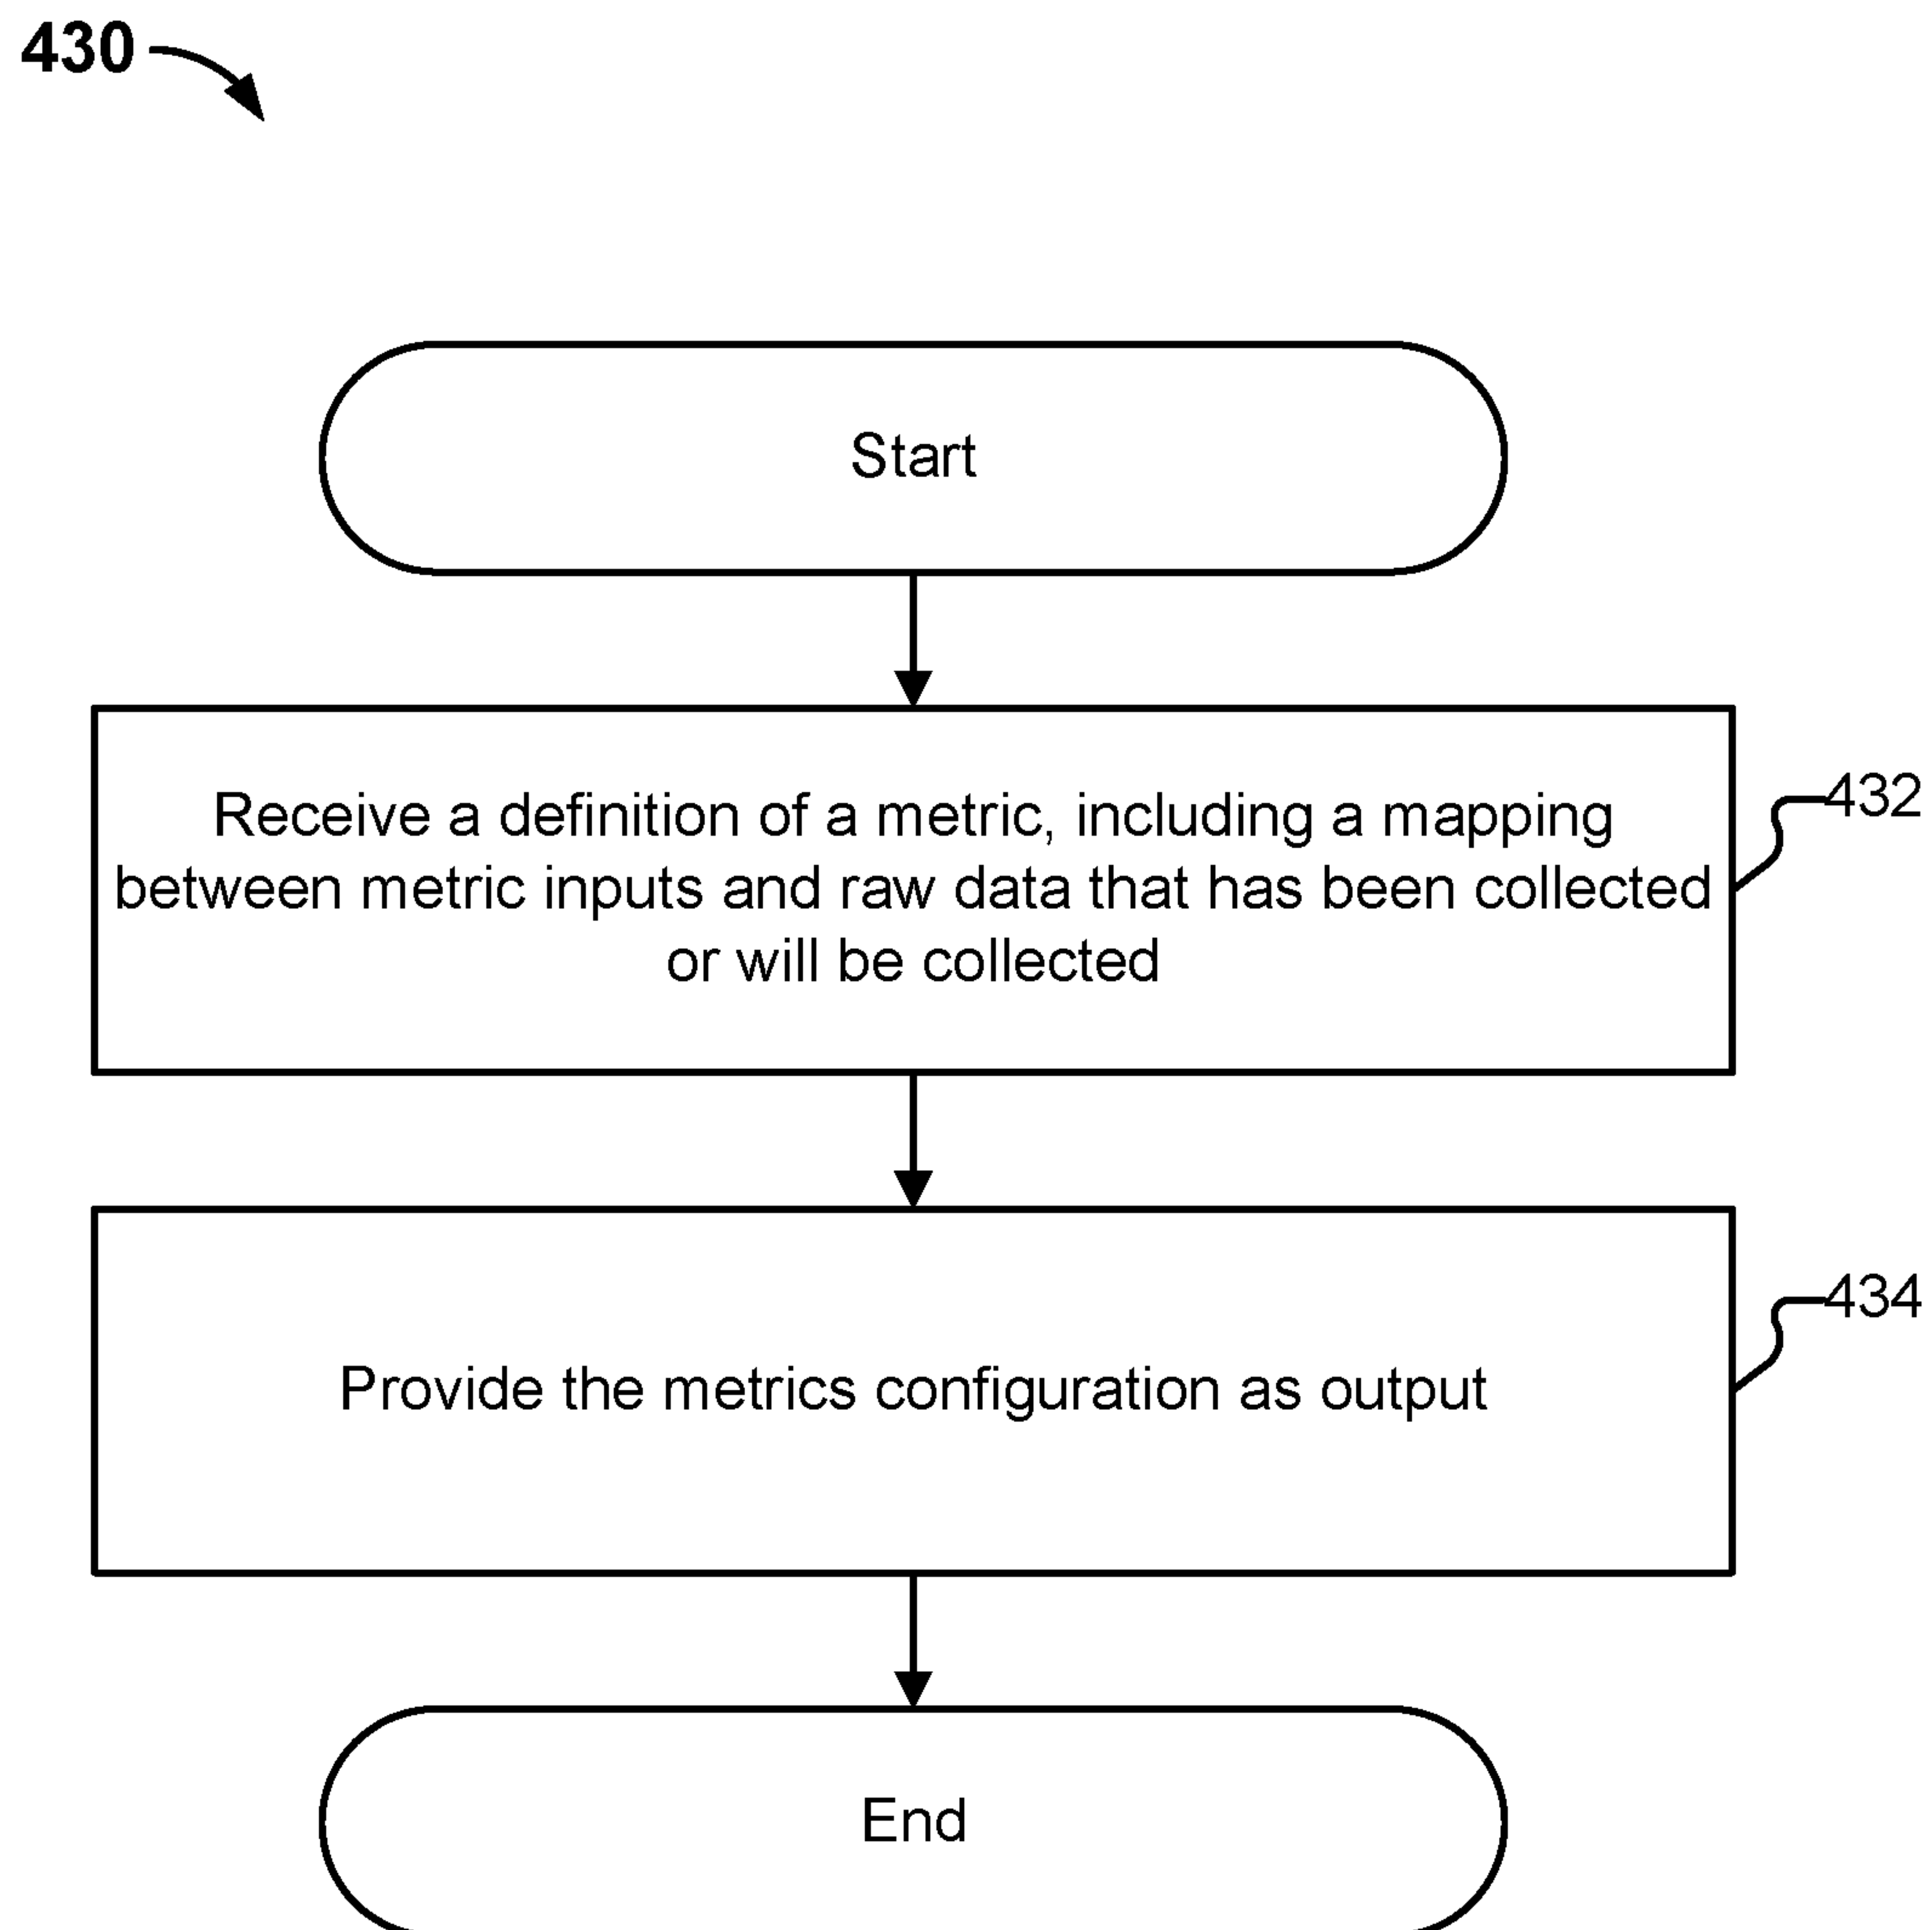 430
Start
Receive a definition of a metric, including a mapping
between metric inputs and raw data that has been collected
or will be collected
432
Provide the metrics configuration as output
434
End